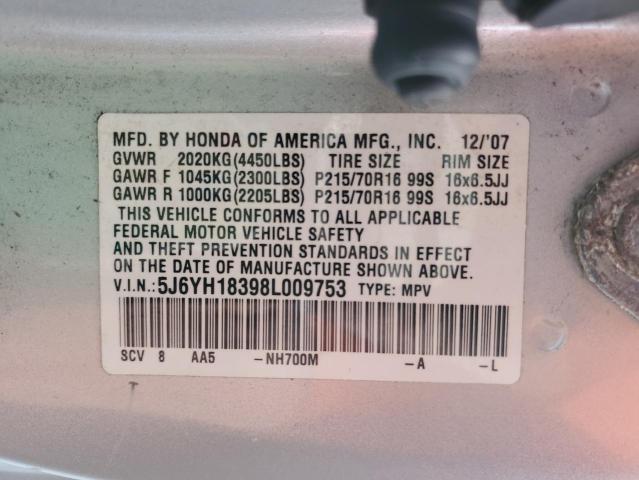 MFD. BY HONDA OF AMERICA MFG., INC. 12/'07
GVWR 2020KG(4450LBS) TIRE SIZE RIM SIZE
GAWR F 1045KG(2300LBS) P215/70R16 99S 16x6.5JJ
GAWR R 1000KG(2205LBS) P215/70R16 99S 16x6.5JJ
THIS VEHICLE CONFORMS TO ALL APPLICABLE
FEDERAL MOTOR VEHICLE SAFETY
AND THEFT PREVENTION STANDARDS IN EFFECT
ON THE DATE OF MANUFACTURE SHOWN ABOVE.
V.I.N.: 5J6YH18398L009753 TYPE: MPV
SCV 8 AA5 -NH700M -A -L